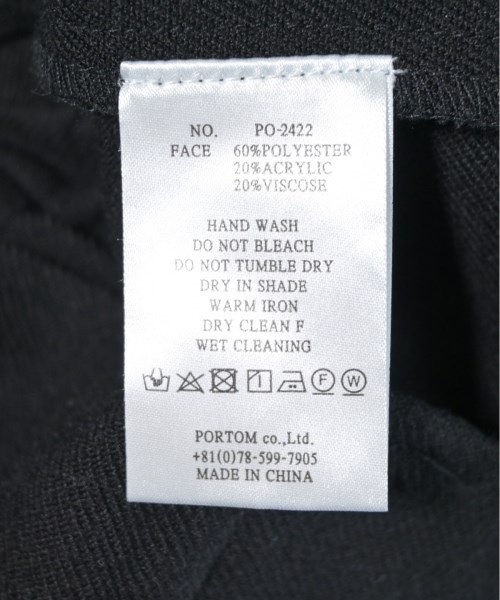 NO. PO-2422
FACE 60%POLYESTER
20%ACRYLIC
20%VISCOSE
HAND WASH
DO NOT BLEACH
DO NOT TUMBLE DRY
DRY IN SHADE
WARM IRON
DRY CLEAN F
WET CLEANING
F W
PORTOM co.,Ltd.
+81(0)78-599-7905
MADE IN CHINA